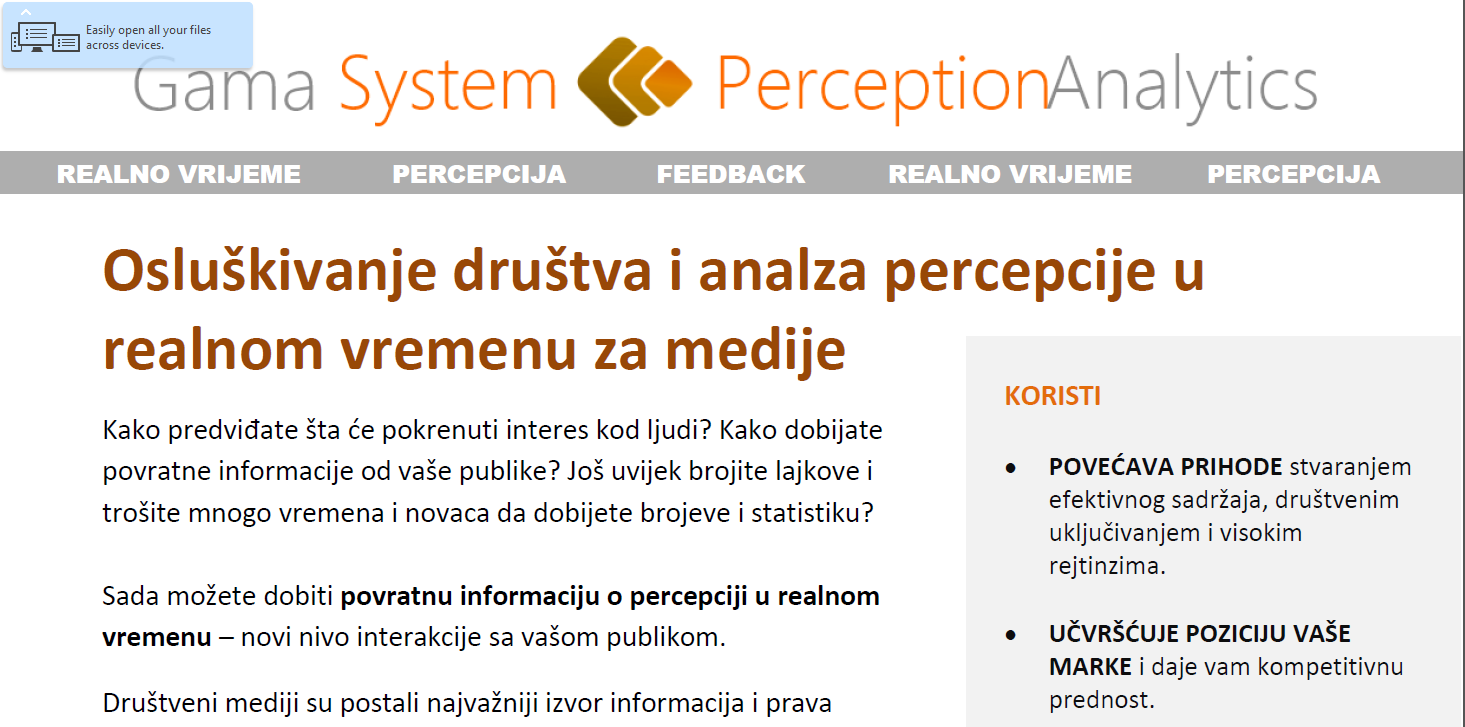 Easily open all your files
across devices.
Gama System PerceptionAnalytics
REALNO VRIJEME PERCEPCIJA FEEDBACK REALNO VRIJEME PERCEPCIJA
Osluškivanje društva i analza percepcije u
realnom vremenu za medije
Kako predviđate šta će pokrenuti interes kod ljudi? Kako dobijate
povratne informacije od vaše publike? Još uvijek brojite lajkove i
trošite mnogo vremena i novaca da dobijete brojeve i statistiku?
Sada možete dobiti povratnu informaciju o percepciji u realnom
vremenu – novi nivo interakcije sa vašom publikom.
Društveni mediji su postali najvažniji izvor informacija i prava
KORISTI
• POVEĆAVA PRIHODE stvaranjem
efektivnog sadržaja, društvenim
uključivanjem i visokim
rejtinzima.
• UČVRŠĆUJE POZICIJU VAŠE
MARKE i daje vam kompetitivnu
prednost.